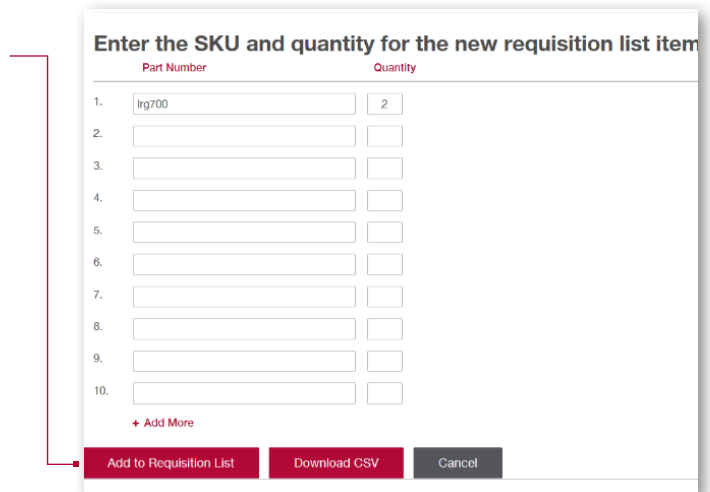 Enter the SKU and quantity for the new requisition list item
Part Number Quantity
1. lrg700 2
2.
3.
4.
5.
6.
7.
8.
9.
10.
+ Add More
Add to Requisition List Download CSV Cancel